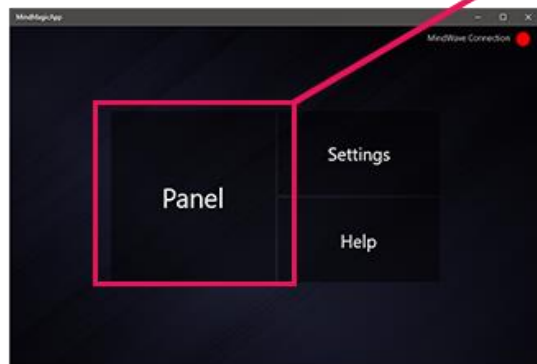 MindMagicApp
MindWave Connection
Settings
Panel
Help